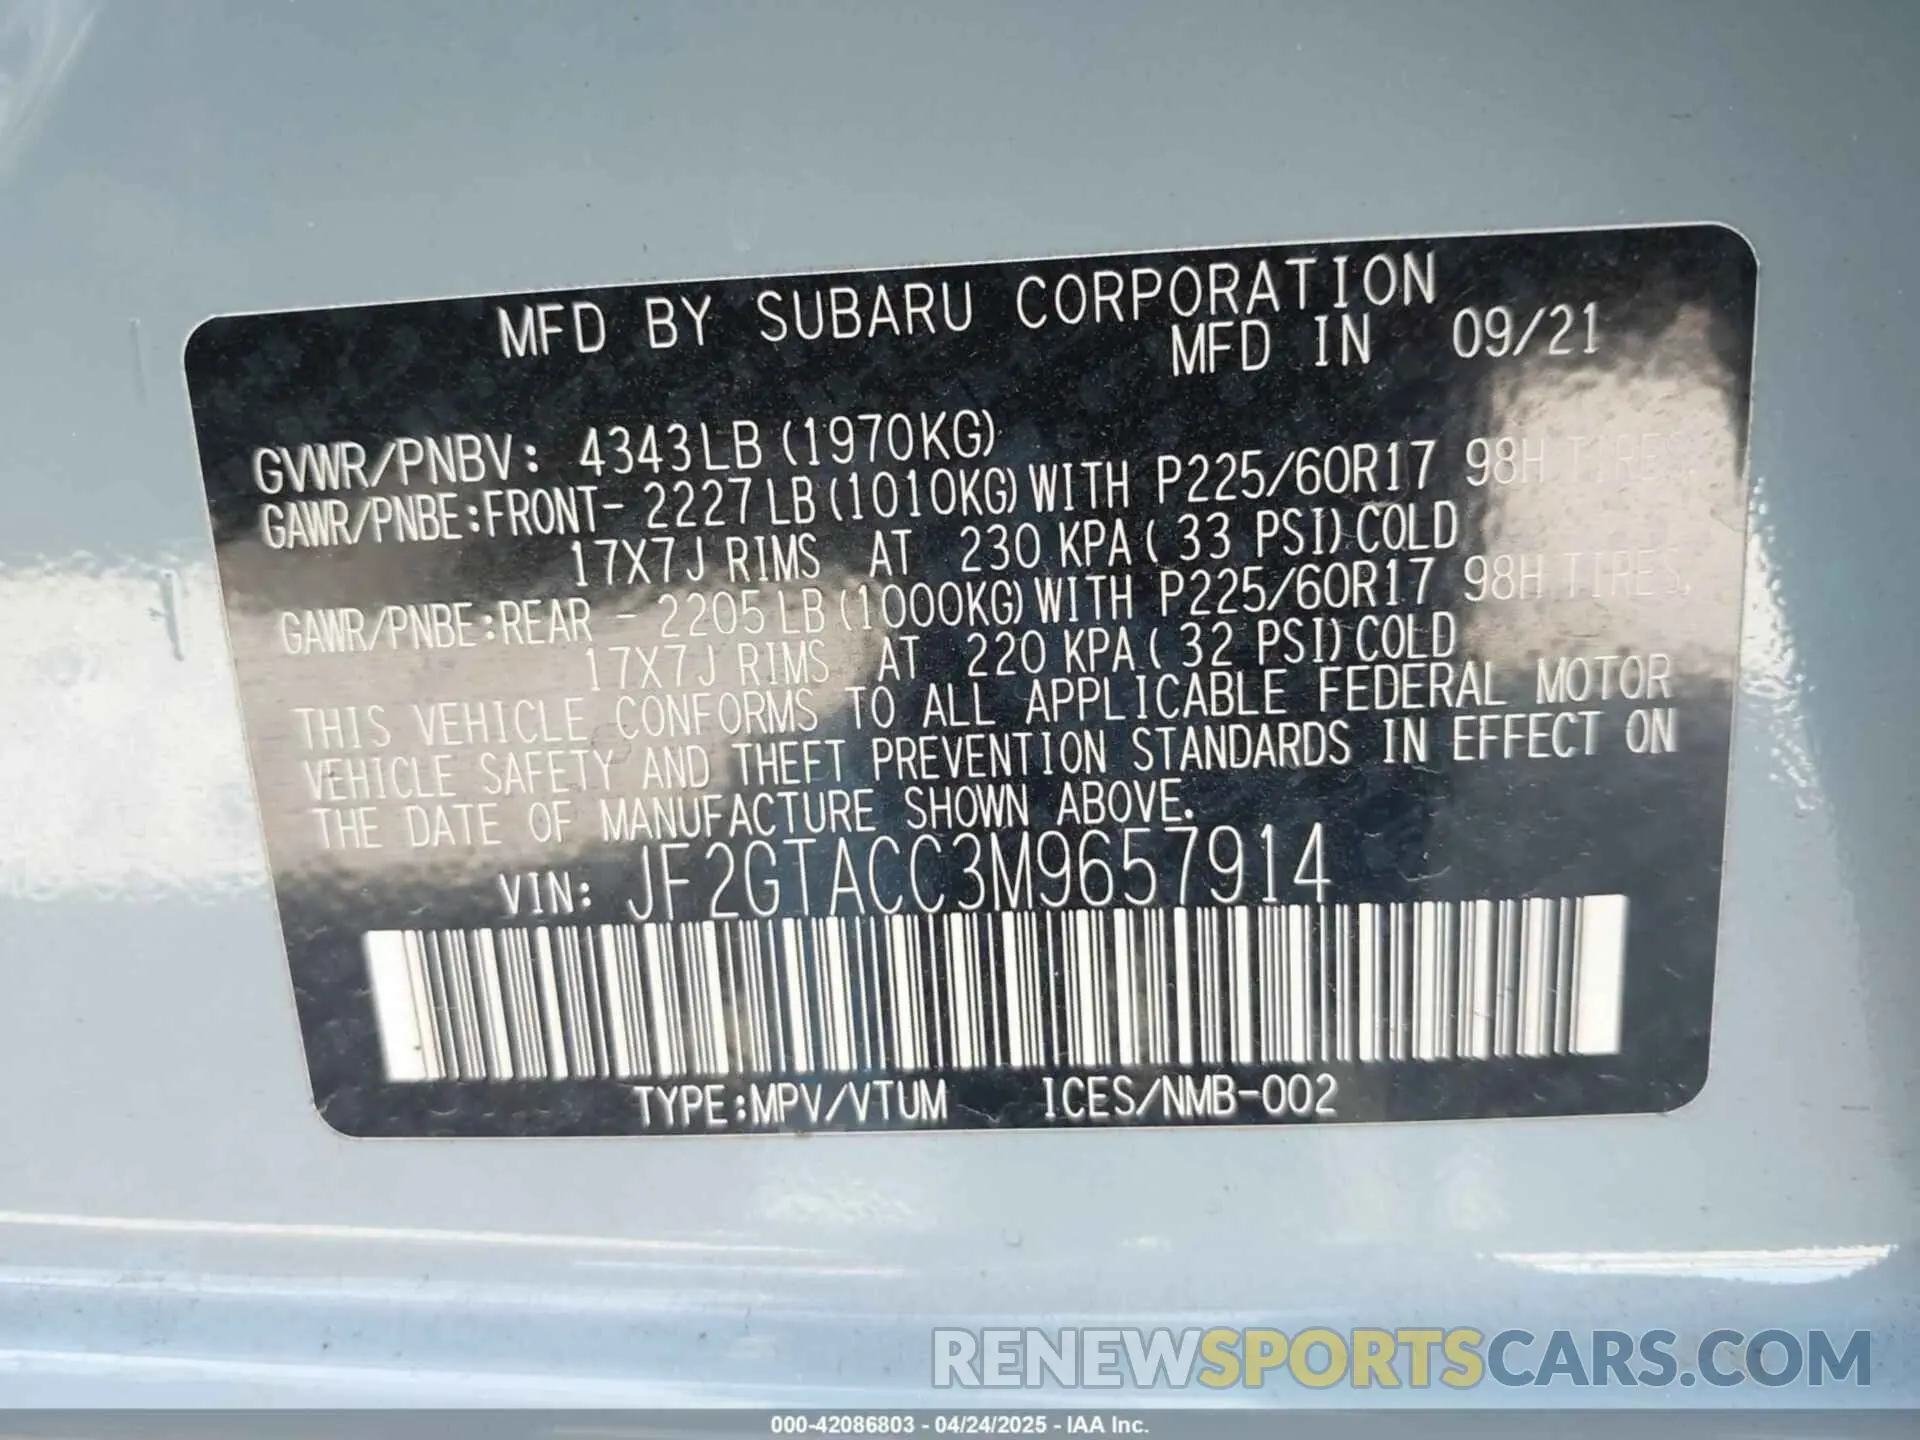 MFD BY SUBARU CORPORATION
MFD IN 09/21
GVWR/PNBV: 4343LB (1970KG)
GAWR/PNBE:FRONT- 2227LB(1010KG)WITH P225/60R17 98H TIRES,
17X7J RIMS AT 230 KPA( 33 PSI)COLD
GAWR/PNBE:REAR - 2205LB(1000KG)WITH P225/60R17 98H TIRES,
17X7J RIMS AT 220 KPA( 32 PSI)COLD
THIS VEHICLE CONFORMS TO ALL APPLICABLE FEDERAL MOTOR
VEHICLE SAFETY AND THEFT PREVENTION STANDARDS IN EFFECT ON
THE DATE OF MANUFACTURE SHOWN ABOVE.
VIN: JF2GTACC3M9657914
TYPE:MPV/VTUM ICES/NMB-002
RENEWSPORTSCARS.COM
000-42086803 - 04/24/2025 - IAA Inc.